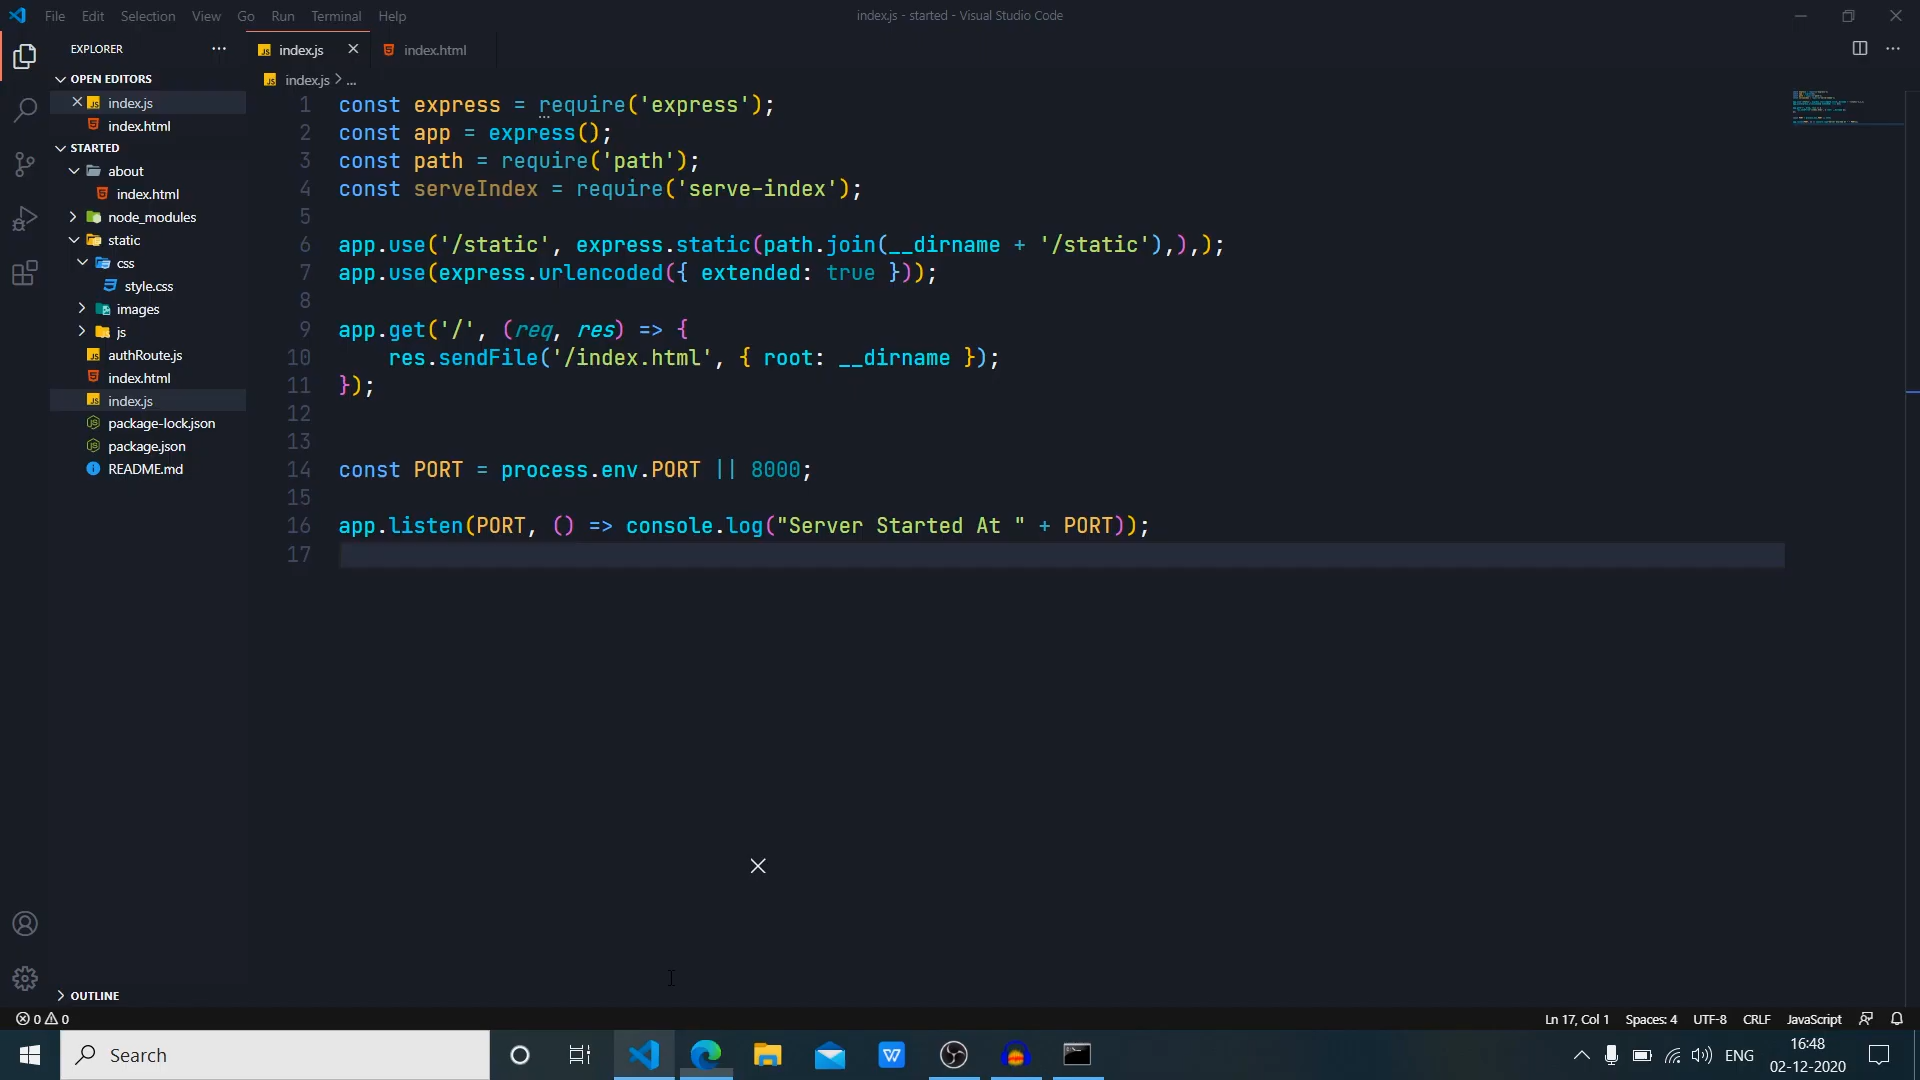 File Edit Selection View Go Run Terminal Help
index.js - started - Visual Studio Code
EXPLORER
index.js
index.html
OPEN EDITORS
index.js
index.html
STARTED
about
index.html
node_modules
static
css
style.css
images
js
authRoute.js
index.html
index.js
package-lock.json
package.json
README.md
OUTLINE
index.js > ...
1 const express = require('express');
2 const app = express();
3 const path = require('path');
4 const serveIndex = require('serve-index');
5
6 app.use('/static', express.static(path.join(__dirname + '/static'),),);
7 app.use(express.urlencoded({ extended: true }));
8
9 app.get('/', (req, res) => {
10 res.sendFile('/index.html', { root: __dirname });
11 });
12
13
14 const PORT = process.env.PORT || 8000;
15
16 app.listen(PORT, () => console.log("Server Started At " + PORT));
17
0 0
Ln 17, Col 1 Spaces: 4 UTF-8 CRLF JavaScript
Search
ENG
16:48
02-12-2020